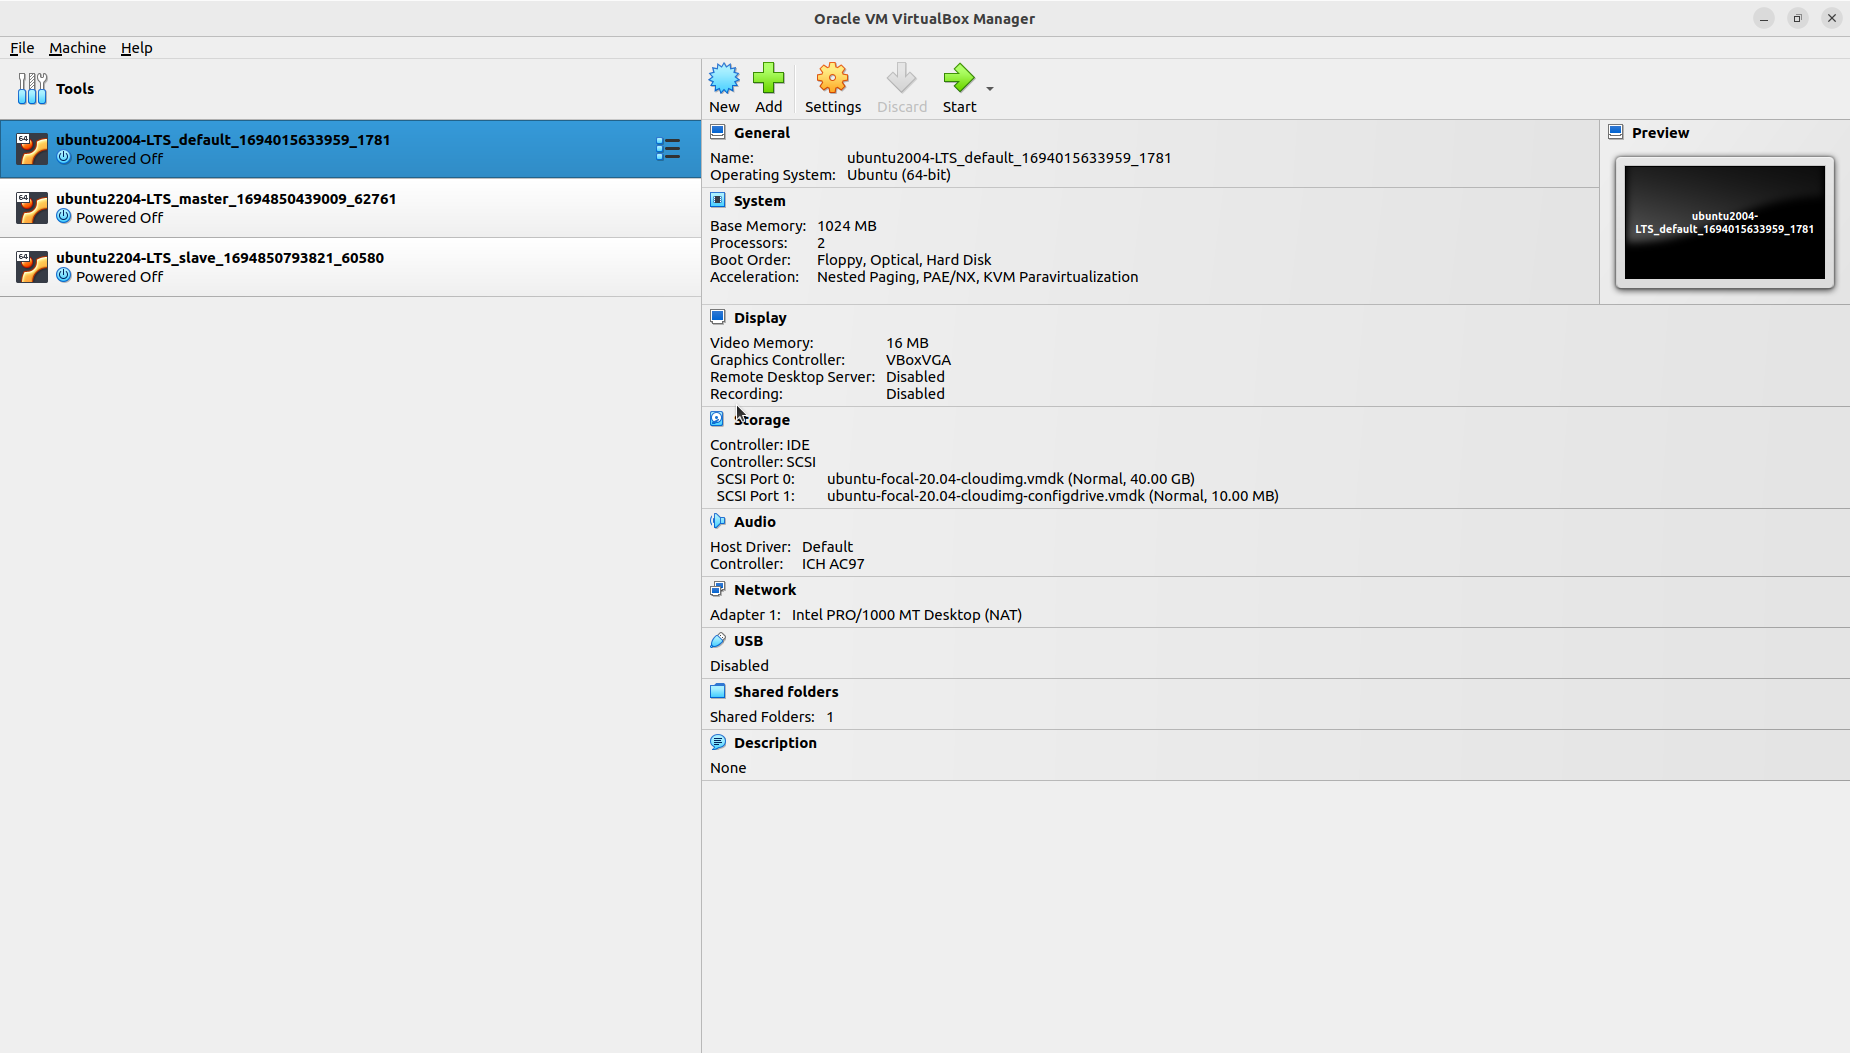 Oracle VM VirtualBox Manager
File Machine Help
Tools
New Add Settings Discard Start
64
ubuntu2004-LTS_default_1694015633959_1781
Powered Off
64
ubuntu2204-LTS_master_1694850439009_62761
Powered Off
64
ubuntu2204-LTS_slave_1694850793821_60580
Powered Off
General
Name: ubuntu2004-LTS_default_1694015633959_1781
Operating System: Ubuntu (64-bit)
System
Base Memory: 1024 MB
Processors: 2
Boot Order: Floppy, Optical, Hard Disk
Acceleration: Nested Paging, PAE/NX, KVM Paravirtualization
Preview
ubuntu2004-
LTS_default_1694015633959_1781
Display
Video Memory: 16 MB
Graphics Controller: VBoxVGA
Remote Desktop Server: Disabled
Recording: Disabled
Storage
Controller: IDE
Controller: SCSI
SCSI Port 0: ubuntu-focal-20.04-cloudimg.vmdk (Normal, 40.00 GB)
SCSI Port 1: ubuntu-focal-20.04-cloudimg-configdrive.vmdk (Normal, 10.00 MB)
Audio
Host Driver: Default
Controller: ICH AC97
Network
Adapter 1: Intel PRO/1000 MT Desktop (NAT)
USB
Disabled
Shared folders
Shared Folders: 1
Description
None